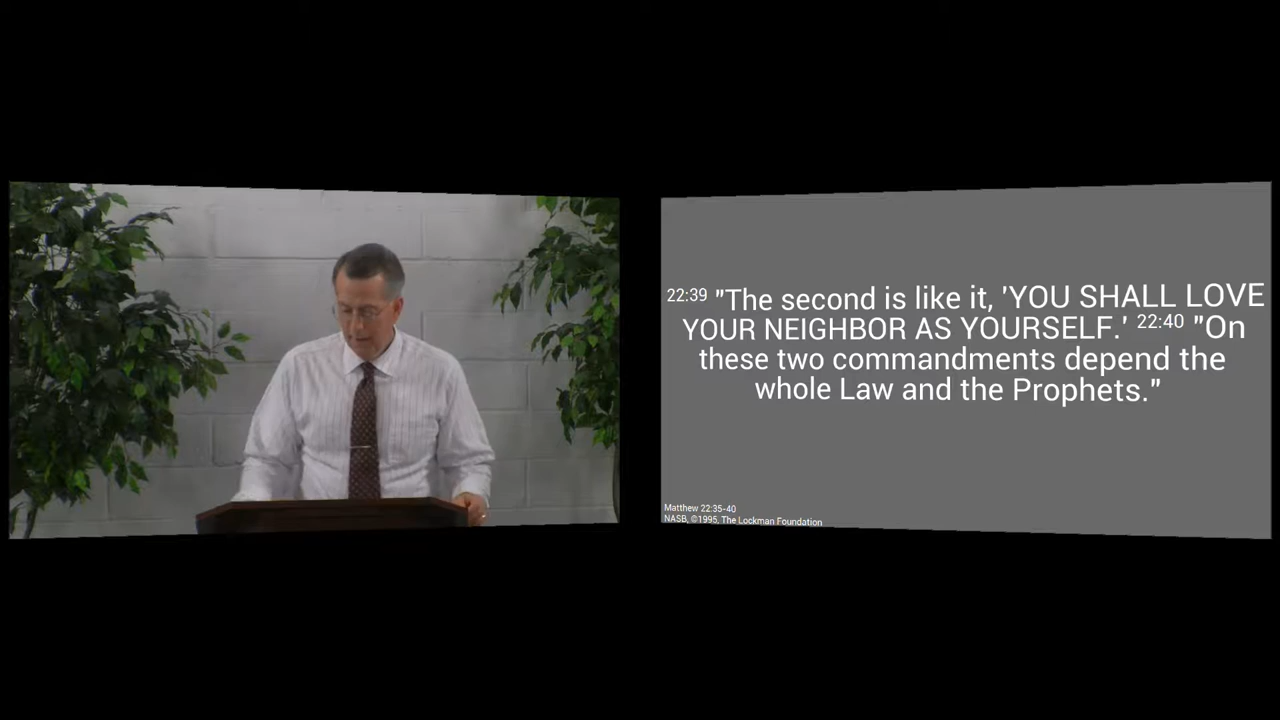 22:39 "The second is like it, 'YOU SHALL LOVE
YOUR NEIGHBOR AS YOURSELF.' 22:40 "On
these two commandments depend the
whole Law and the Prophets."
Matthew 22:35-40
NASB, ©1995, The Lockman Foundation